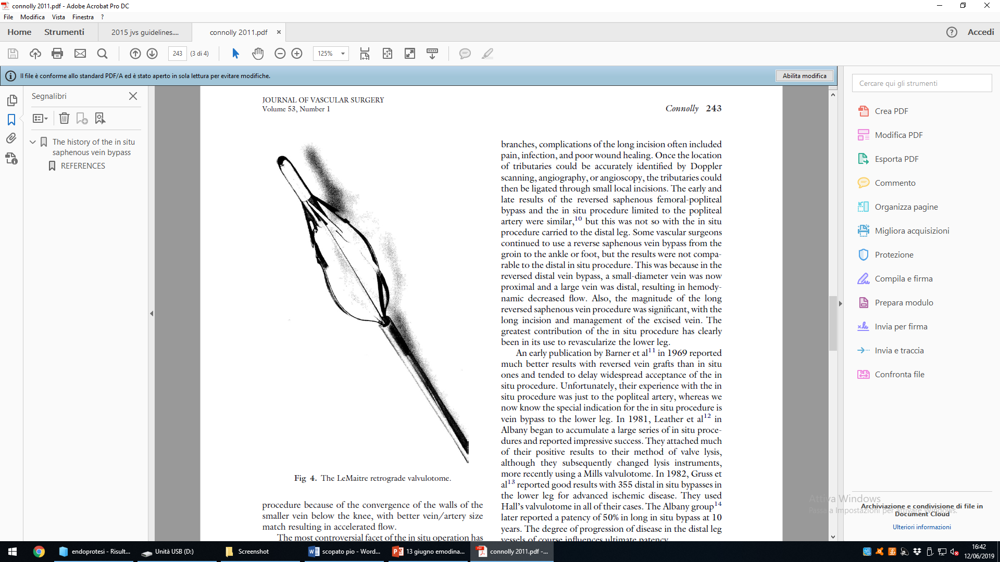 connolly 2011.pdf - Adobe Acrobat Pro DC
File Modifica Vista Finestra ?
Home Strumenti 2015 jvs guidelines.... connolly 2011.pdf × Accedi
243 (3 di 4) 125%
Il file è conforme allo standard PDF/A ed è stato aperto in sola lettura per evitare modifiche. Abilita modifica
Segnalibri
The history of the in situ
saphenous vein bypass
REFERENCES
JOURNAL OF VASCULAR SURGERY
Volume 53, Number 1
Connolly 243
Fig 4. The LeMaitre retrograde valvulotome.
procedure because of the convergence of the walls of the
smaller vein below the knee, with better vein/artery size
match resulting in accelerated flow.
The most controversial facet of the in situ operation has
branches, complications of the long incision often included
pain, infection, and poor wound healing. Once the location
of tributaries could be accurately identified by Doppler
scanning, angiography, or angioscopy, the tributaries could
then be ligated through small local incisions. The early and
late results of the reversed saphenous femoral-popliteal
bypass and the in situ procedure limited to the popliteal
artery were similar,10 but this was not so with the in situ
procedure carried to the distal leg. Some vascular surgeons
continued to use a reverse saphenous vein bypass from the
groin to the ankle or foot, but the results were not compa-
rable to the distal in situ procedure. This was because in the
reversed distal vein bypass, a small-diameter vein was now
proximal and a large vein was distal, resulting in hemody-
namic decreased flow. Also, the magnitude of the long
reversed saphenous vein procedure was significant, with the
long incision and management of the excised vein. The
greatest contribution of the in situ procedure has clearly
been in its use to revascularize the lower leg.
An early publication by Barner et al11 in 1969 reported
much better results with reversed vein grafts than in situ
ones and tended to delay widespread acceptance of the in
situ procedure. Unfortunately, their experience with the in
situ procedure was just to the popliteal artery, whereas we
now know the special indication for the in situ procedure is
vein bypass to the lower leg. In 1981, Leather et al12 in
Albany began to accumulate a large series of in situ proce-
dures and reported impressive success. They attached much
of their positive results to their method of valve lysis,
although they subsequently changed lysis instruments,
more recently using a Mills valvulotome. In 1982, Gruss et
al13 reported good results with 355 distal in situ bypasses in
the lower leg for advanced ischemic disease. They used
Hall's valvulotome in all of their cases. The Albany group14
later reported a patency of 50% in long in situ bypass at 10
years. The degree of progression of disease in the distal leg
vessels of course influences ultimate patency.
Cercare qui gli strumenti
Crea PDF
Modifica PDF
Esporta PDF
Commento
Organizza pagine
Migliora acquisizioni
Protezione
Compila e firma
Prepara modulo
Invia per firma
Invia e traccia
Confronta file
Attiva Windows
Passa a Impostazioni per attivare Windows.
Archiviazione e condivisione di file in
Document Cloud
Ulteriori informazioni
endoprotesi - Risult... Unità USB (D:) Screenshot scopato pio - Word... 13 giugno emodina... connolly 2011.pdf -...
16:42
12/06/2019